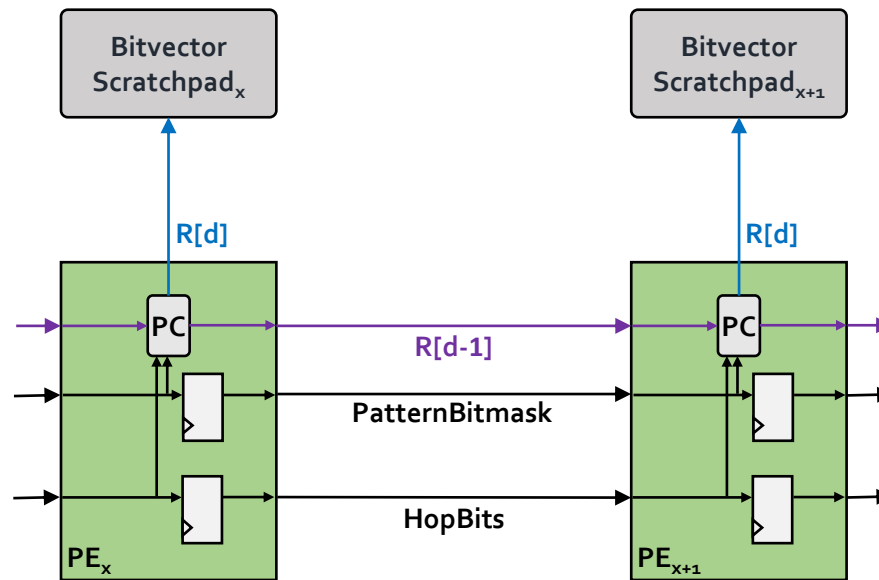 Bitvector
Scratchpadₓ
Bitvector
Scratchpadₓ₊₁
R[d]
R[d]
PC
PC
R[d-1]
PatternBitmask
HopBits
PEₓ
PEₓ₊₁